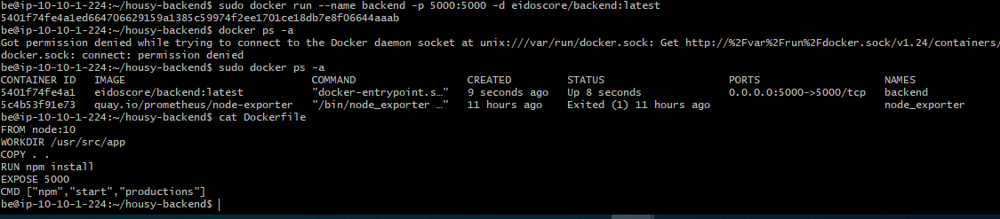 be@ip-10-10-1-224:~/housy-backend$ sudo docker run --name backend -p 5000:5000 -d eidoscore/backend:latest
5401f74fe4a1ed664706629159a1385c59974f2ee1701ce18db7e8f06644aaab
be@ip-10-10-1-224:~/housy-backend$ docker ps -a
Got permission denied while trying to connect to the Docker daemon socket at unix:///var/run/docker.sock: Get http://%2Fvar%2Frun%2Fdocker.sock/v1.24/containers/
docker.sock: connect: permission denied
be@ip-10-10-1-224:~/housy-backend$ sudo docker ps -a
CONTAINER ID IMAGE COMMAND CREATED STATUS PORTS NAMES
5401f74fe4a1 eidoscore/backend:latest "docker-entrypoint.s…" 9 seconds ago Up 8 seconds 0.0.0.0:5000->5000/tcp backend
5c4b53f91e73 quay.io/prometheus/node-exporter "/bin/node_exporter …" 11 hours ago Exited (1) 11 hours ago node_exporter
be@ip-10-10-1-224:~/housy-backend$ cat Dockerfile
FROM node:10
WORKDIR /usr/src/app
COPY . .
RUN npm install
EXPOSE 5000
CMD ["npm","start","productions"]
be@ip-10-10-1-224:~/housy-backend$